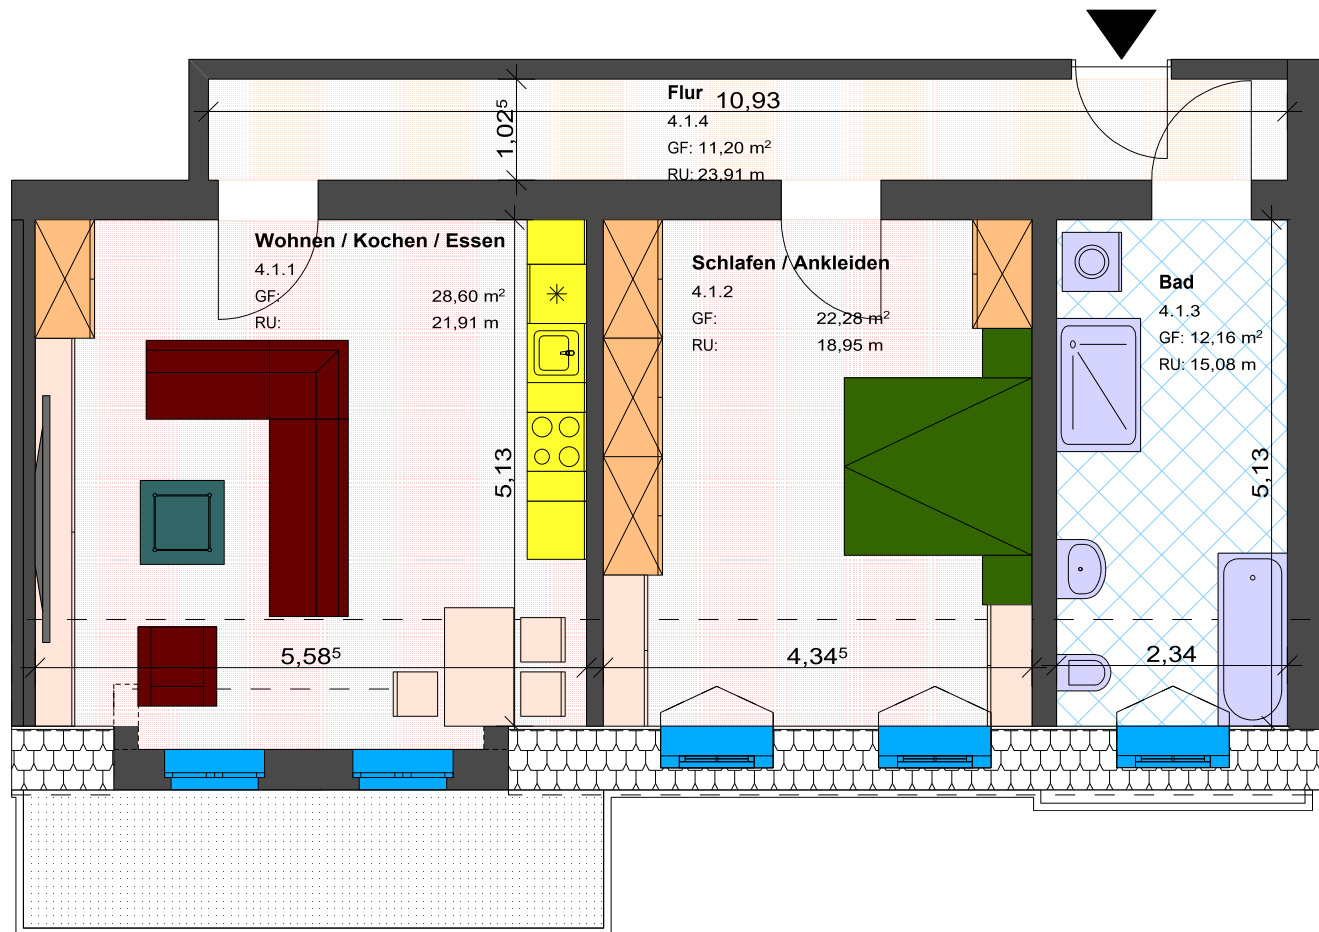 Flur
10,93
4.1.4
GF: 11,20 m²
RU: 23,91 m
1,02⁵
Wohnen / Kochen / Essen
4.1.1
GF: 28,60 m²
RU: 21,91 m
Schlafen / Ankleiden
4.1.2
GF: 22,28 m²
RU: 18,95 m
Bad
4.1.3
GF: 12,16 m²
RU: 15,08 m
5,13
5,13
5,58⁵
4,34⁵
2,34